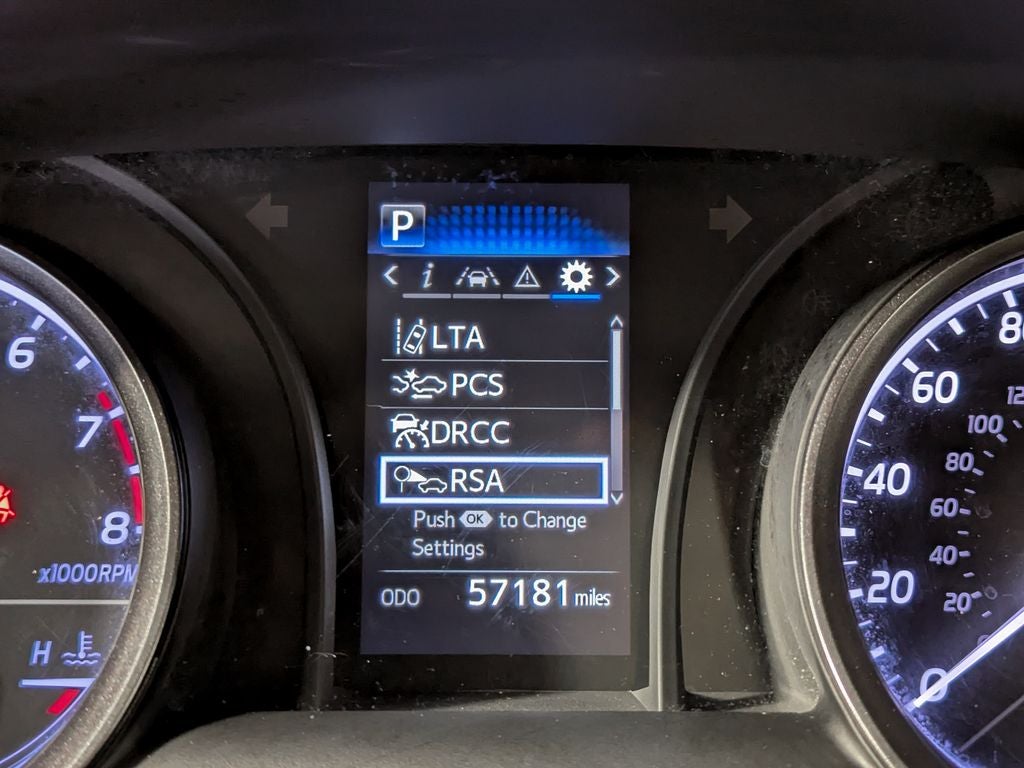 P
i
LTA
PCS
DRCC
RSA
Push OK to Change
Settings
ODO 57181 miles
6
7
8
x1000RPM
H
80
60
40
20
0
100
80
60
40
20